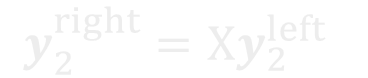 𝒚₂^right = X𝒚₂^left